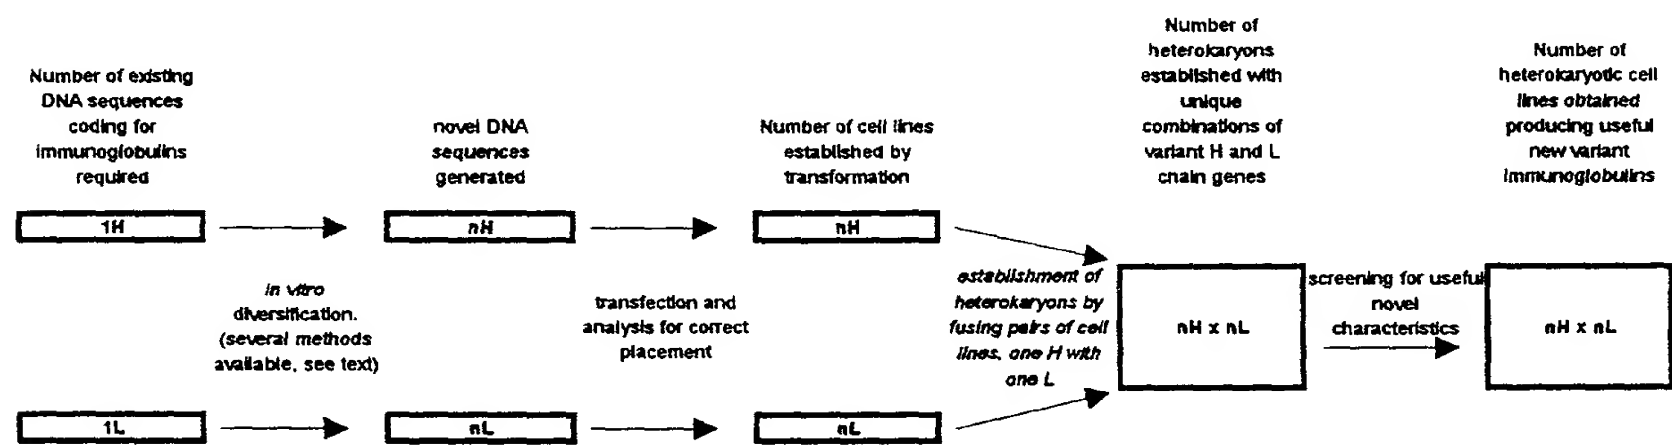 Number of existing
DNA sequences
coding for
immunoglobulins
required
novel DNA
sequences
generated
Number of cell lines
established by
transformation
Number of
heterokaryons
established with
unique
combinations of
variant H and L
chain genes
Number of
heterokaryotic cell
lines obtained
producing useful
new variant
immunoglobulins
1H
nH
nH
in vitro
diversification.
(several methods
available, see text)
transfection and
analysis for correct
placement
establishment of
heterokaryons by
fusing pairs of cell
lines, one H with
one L
nH x nL
screening for useful
novel
characteristics
nH x nL
1L
nL
nL